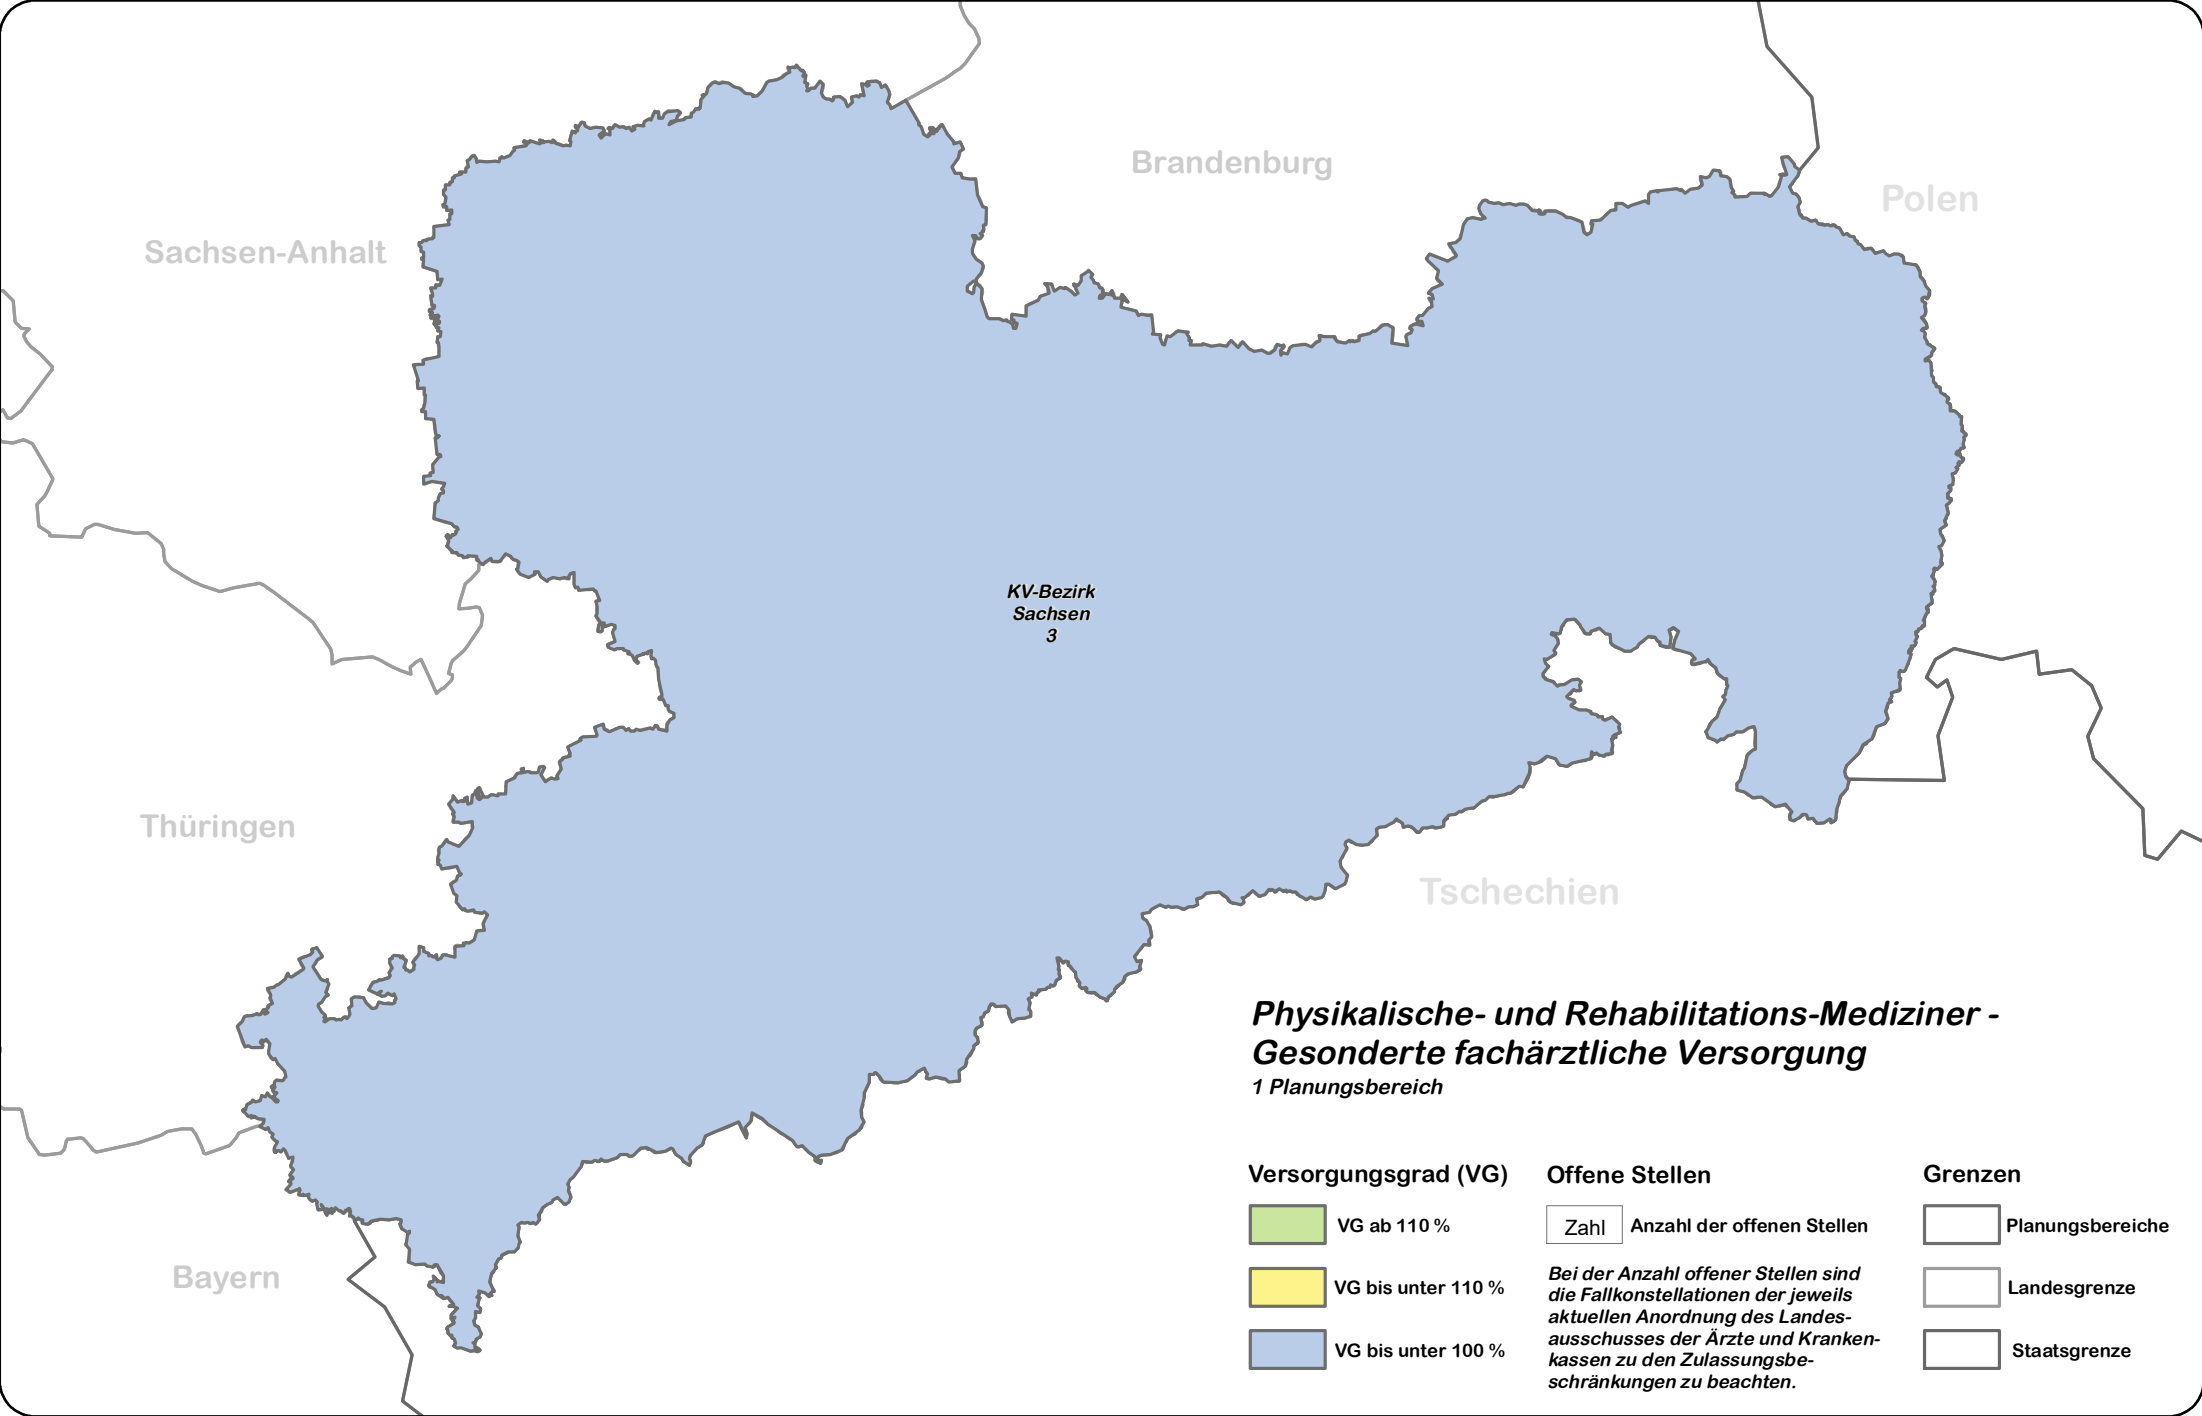 Brandenburg
Polen
Sachsen-Anhalt
KV-Bezirk
Sachsen
3
Thüringen
Tschechien
Bayern
Physikalische- und Rehabilitations-Mediziner -
Gesonderte fachärztliche Versorgung
1 Planungsbereich
Versorgungsgrad (VG)
VG ab 110 %
VG bis unter 110 %
VG bis unter 100 %
Offene Stellen
Zahl Anzahl der offenen Stellen
Bei der Anzahl offener Stellen sind
die Fallkonstellationen der jeweils
aktuellen Anordnung des Landes-
ausschusses der Ärzte und Kranken-
kassen zu den Zulassungsbe-
schränkungen zu beachten.
Grenzen
Planungsbereiche
Landesgrenze
Staatsgrenze